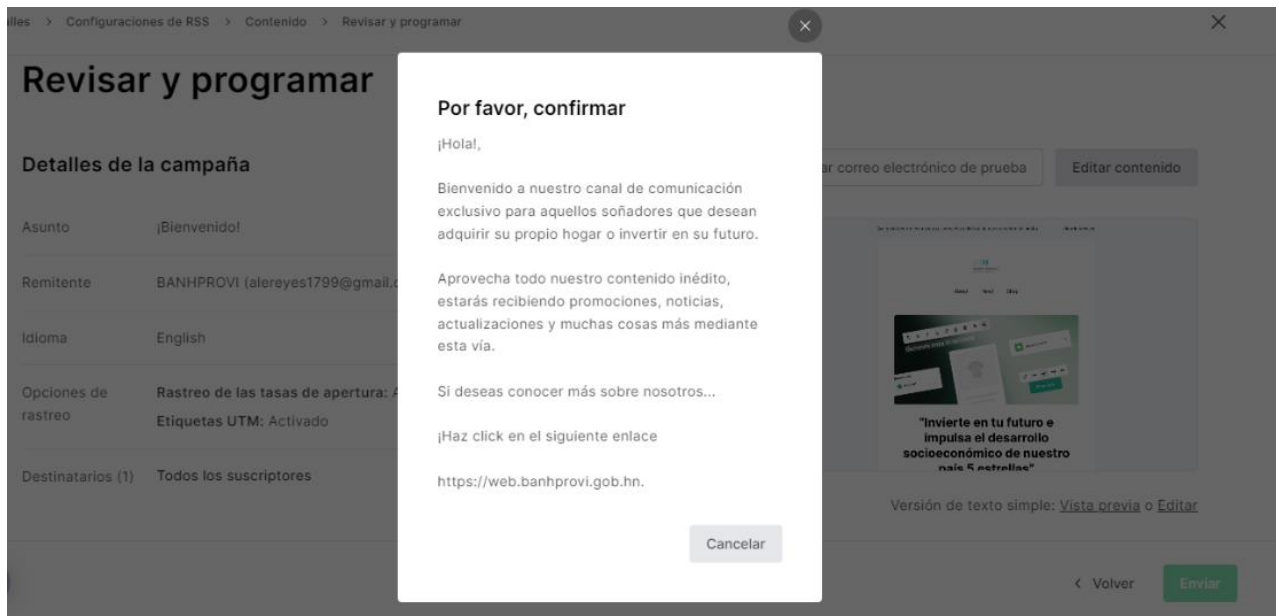 lles > Configuraciones de RSS > Contenido > Revisar y programar
Revisar y programar
Detalles de la campaña
Asunto ¡Bienvenido!
Remitente BANHPROVI (alereyes1799@gmail.c
Idioma English
Opciones de
rastreo
Rastreo de las tasas de apertura: A
Etiquetas UTM: Activado
Destinatarios (1) Todos los suscriptores
Por favor, confirmar
¡Hola!,
Bienvenido a nuestro canal de comunicación
exclusivo para aquellos soñadores que desean
adquirir su propio hogar o invertir en su futuro.
Aprovecha todo nuestro contenido inédito,
estarás recibiendo promociones, noticias,
actualizaciones y muchas cosas más mediante
esta vía.
Si deseas conocer más sobre nosotros...
¡Haz click en el siguiente enlace
https://web.banhprovi.gob.hn.
Cancelar
ar correo electrónico de prueba
Editar contenido
"Invierte en tu futuro e
impulsa el desarrollo
socioeconómico de nuestro
país 5 estrellas"
Versión de texto simple: Vista previa o Editar
< Volver
Enviar